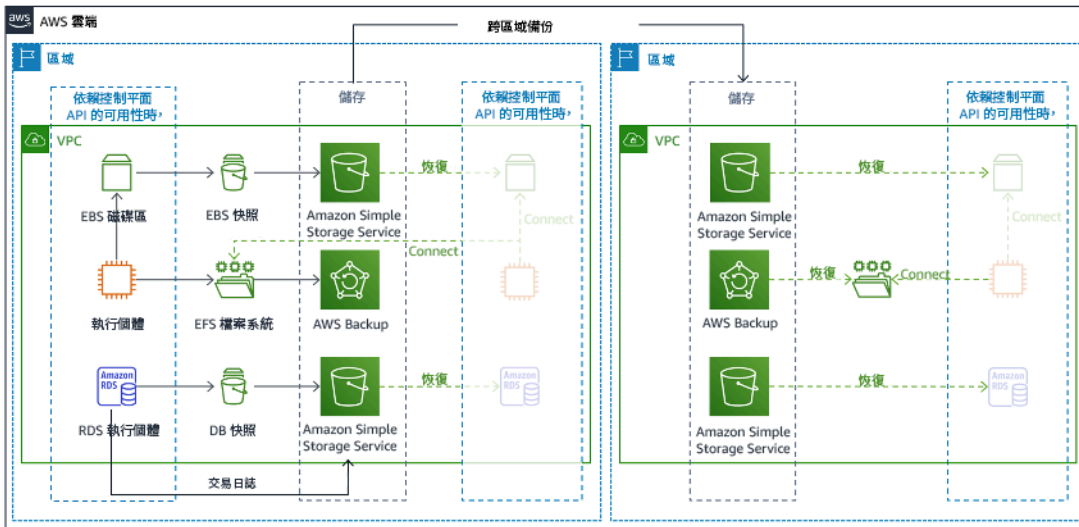 aws
AWS 雲端
跨區域備份
區域
依賴控制平面
API 的可用性時，
儲存
依賴控制平面
API 的可用性時，
VPC
EBS 磁碟區
EBS 快照
Amazon Simple
Storage Service
恢復
Connect
Connect
執行個體
EFS 檔案系統
AWS Backup
Amazon
RDS
RDS 執行個體
DB 快照
Amazon Simple
Storage Service
恢復
Amazon
RDS
交易日誌
區域
儲存
依賴控制平面
API 的可用性時，
VPC
Amazon Simple
Storage Service
恢復
Connect
AWS Backup
恢復
Connect
Amazon Simple
Storage Service
恢復
Amazon
RDS